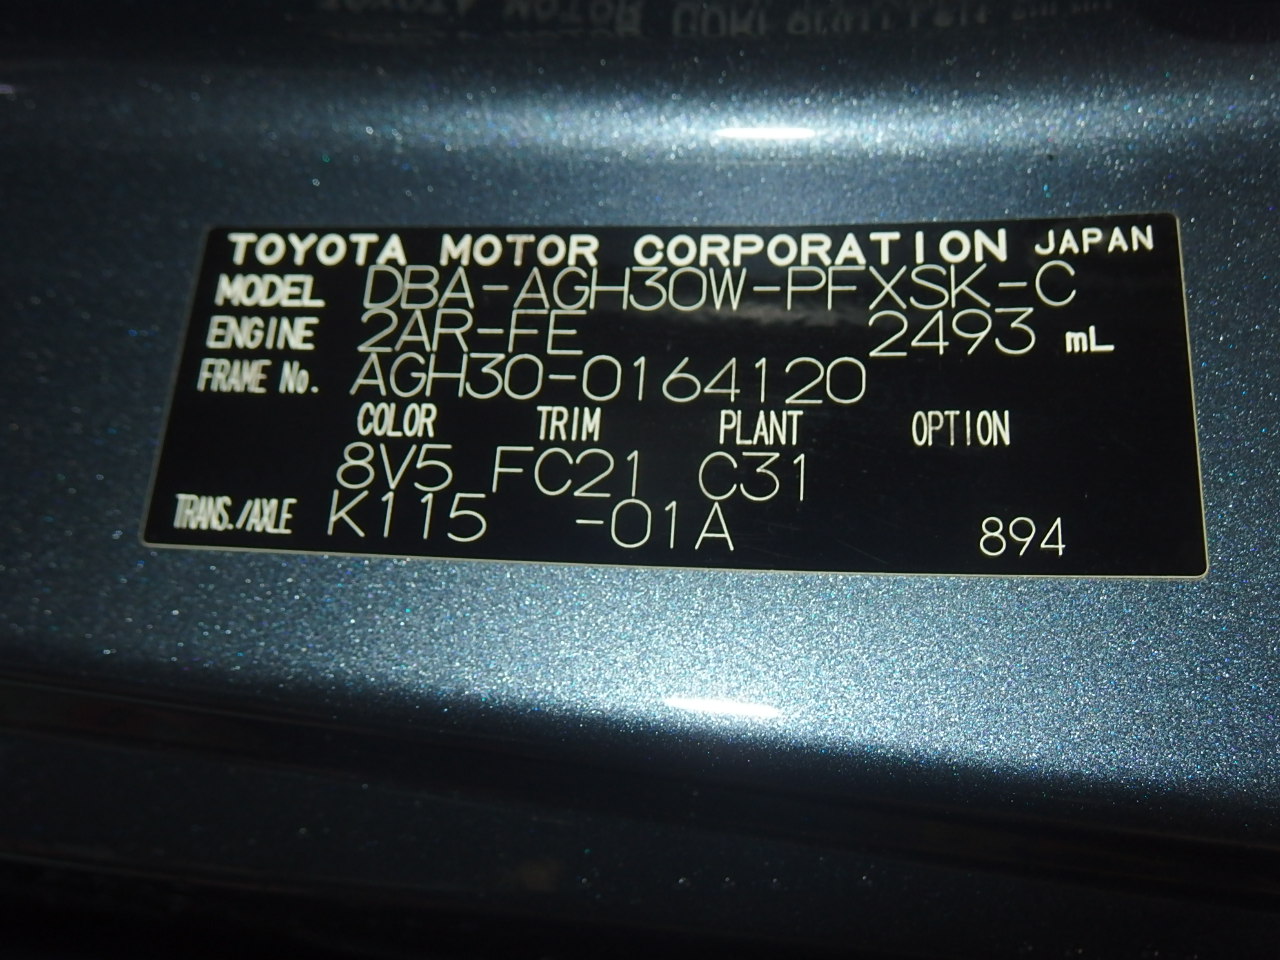 TOYOTA MOTOR CORPORATION JAPAN
MODEL DBA-AGH30W-PFXSK-C
ENGINE 2AR-FE 2493 mL
FRAME No. AGH30-0164120
COLOR TRIM PLANT OPTION
8V5 FC21 C31
TRANS./AXLE K115 -01A 894